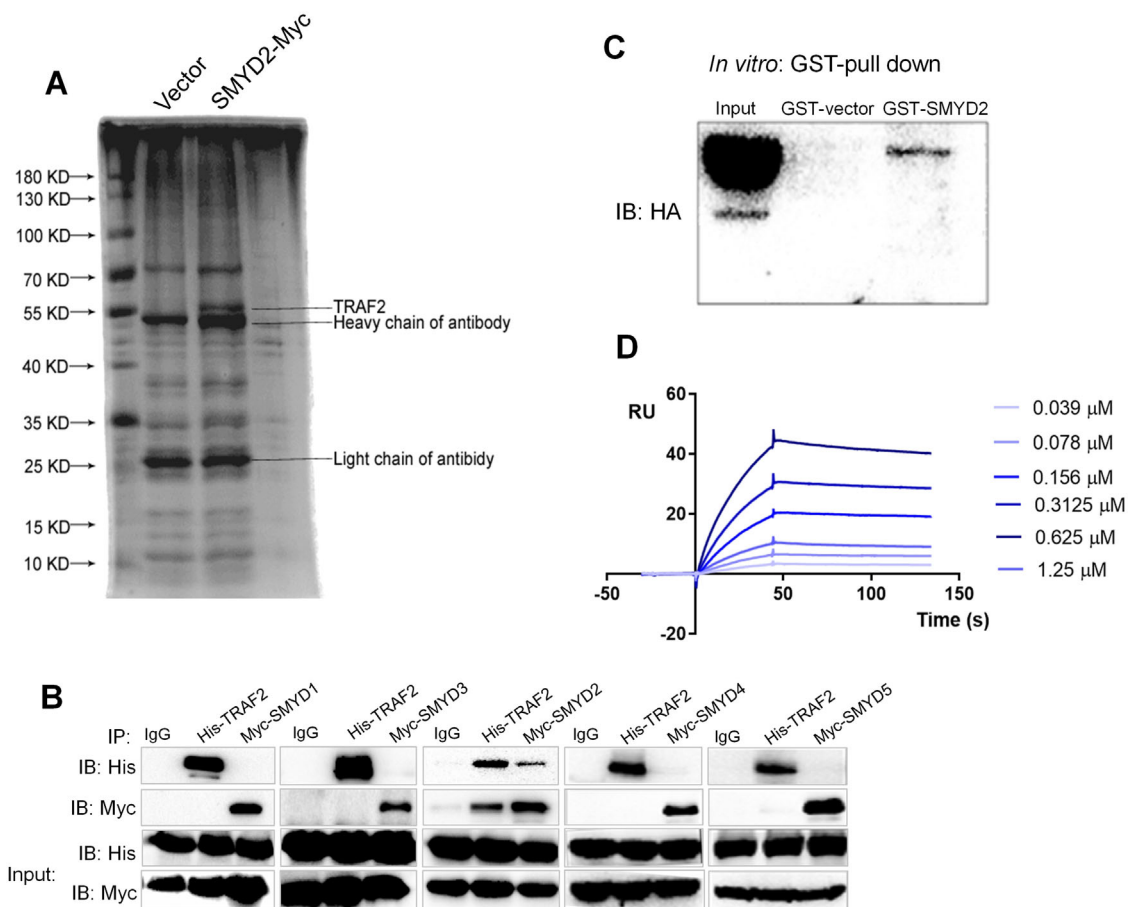 A
Vector
SMYD2-Myc
180 KD
130 KD
100 KD
70 KD
55 KD
40 KD
35 KD
25 KD
15 KD
10 KD
TRAF2
Heavy chain of antibody
Light chain of antibidy
C
In vitro: GST-pull down
Input GST-vector GST-SMYD2
IB: HA
D
RU
60
40
20
-20
-50 50 100 150
Time (s)
0.039 μM
0.078 μM
0.156 μM
0.3125 μM
0.625 μM
1.25 μM
B
IP: IgG His-TRAF2 Myc-SMYD1 IgG His-TRAF2 Myc-SMYD3 IgG His-TRAF2 Myc-SMYD2 IgG His-TRAF2 Myc-SMYD4 IgG His-TRAF2 Myc-SMYD5
IB: His
IB: Myc
Input:
IB: His
IB: Myc